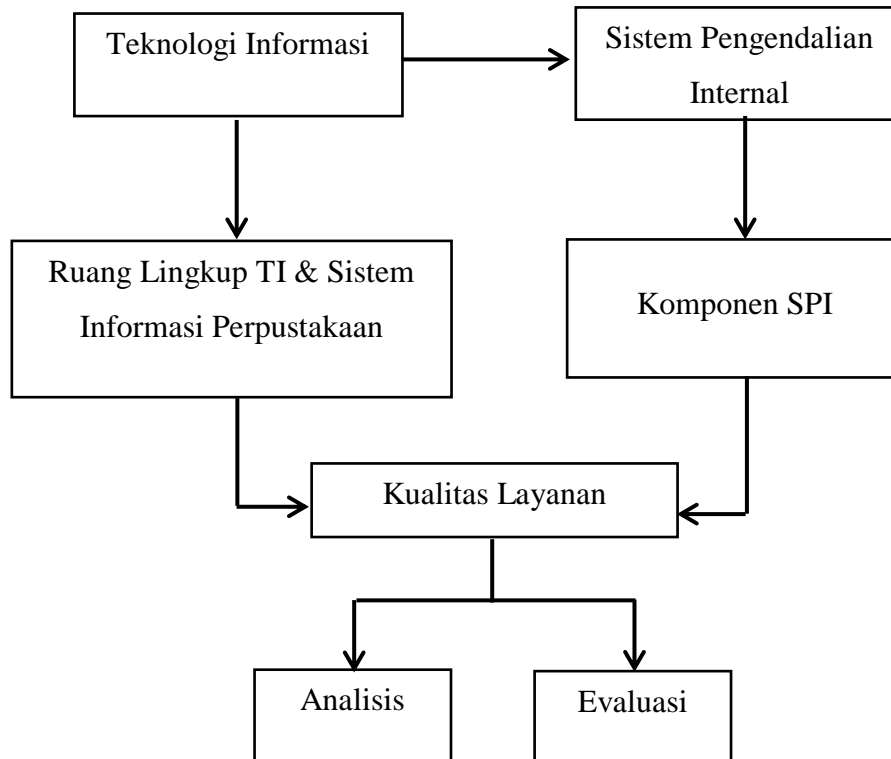 Teknologi Informasi
Sistem Pengendalian
Internal
Ruang Lingkup TI & Sistem
Informasi Perpustakaan
Komponen SPI
Kualitas Layanan
Analisis
Evaluasi